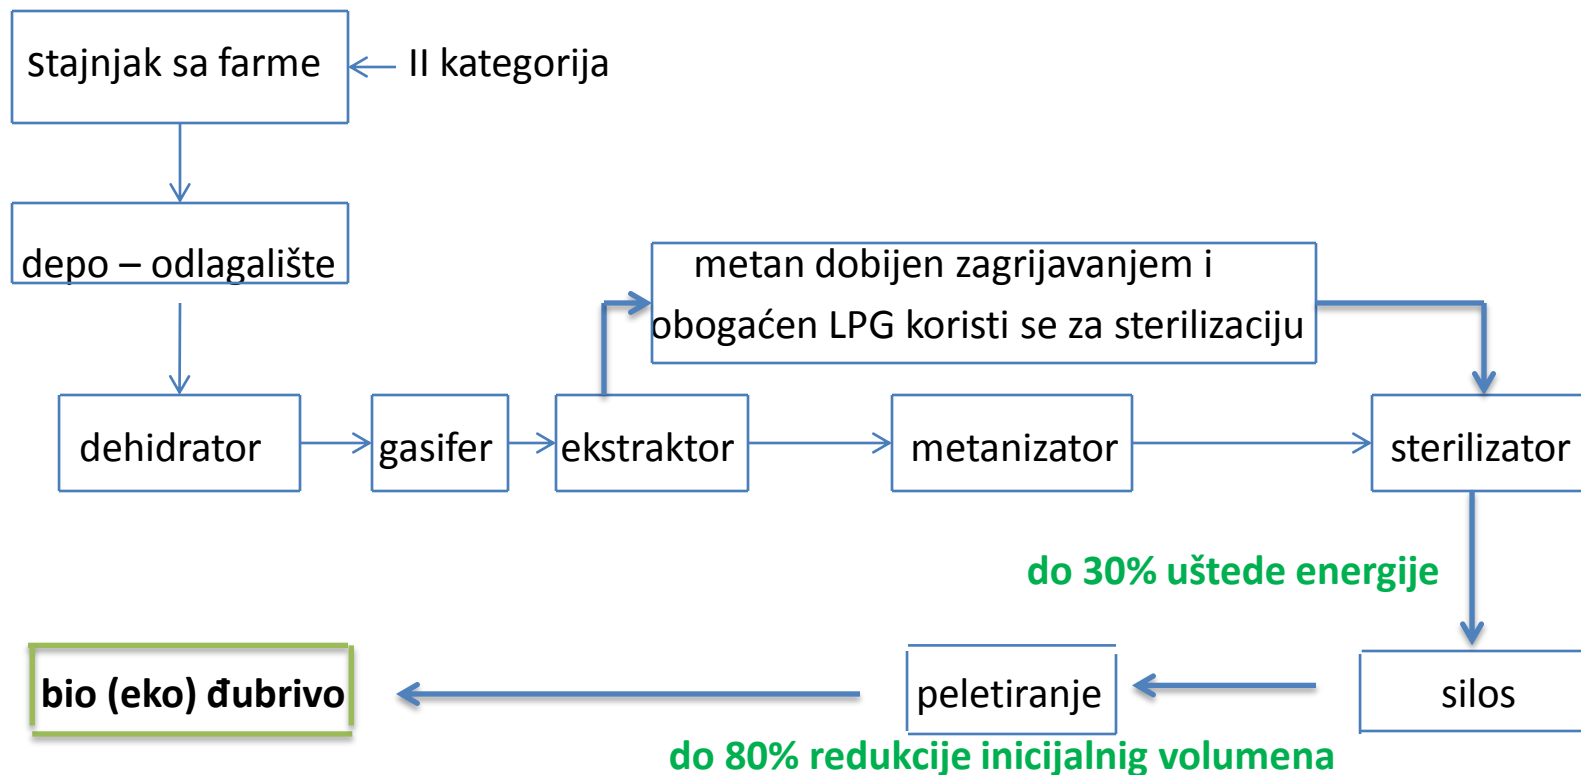 stajnjak sa farme
II kategorija
depo – odlagalište
metan dobijen zagrijavanjem i
obogaćen LPG koristi se za sterilizaciju
dehidrator
gasifer
ekstraktor
metanizator
sterilizator
do 30% uštede energije
bio (eko) đubrivo
peletiranje
silos
do 80% redukcije inicijalnig volumena